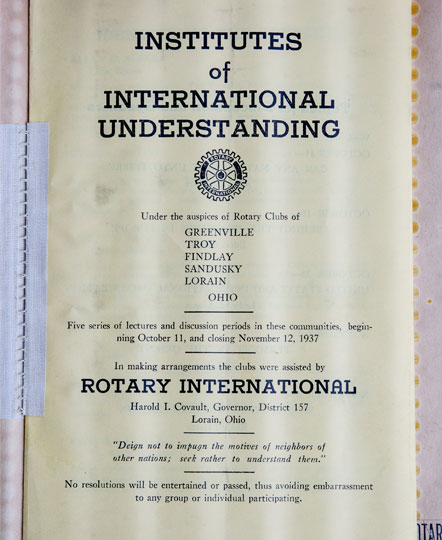 INSTITUTES
of
INTERNATIONAL
UNDERSTANDING
ROTARY
INTERNATIONAL
Under the auspices of Rotary Clubs of
GREENVILLE
TROY
FINDLAY
SANDUSKY
LORAIN
OHIO
Five series of lectures and discussion periods in these communities, begin-
ning October 11, and closing November 12, 1937
In making arrangements the clubs were assisted by
ROTARY INTERNATIONAL
Harold I. Covault, Governor, District 157
Lorain, Ohio
"Deign not to impugn the motives of neighbors of
other nations; seek rather to understand them."
No resolutions will be entertained or passed, thus avoiding embarrassment
to any group or individual participating.